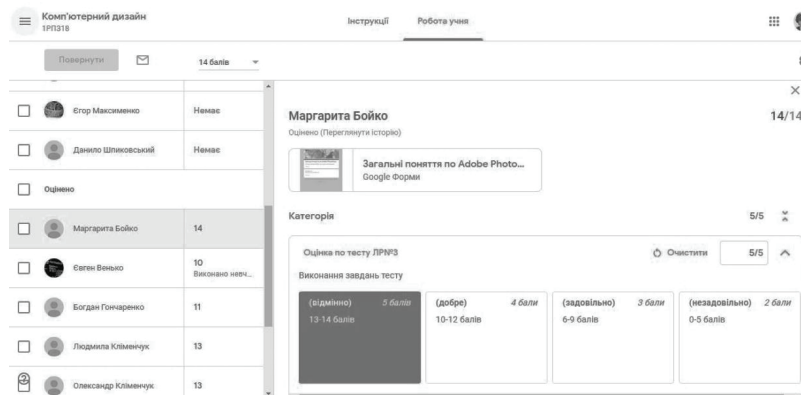 Комп'ютерний дизайн
1РП318
Інструкції
Робота учня
Повернути
14 балів
Єгор Максименко
Немає
Данило Шпиковський
Немає
Оцінено
Маргарита Бойко
14
Євген Венько
10
Виконано невч...
Богдан Гончаренко
11
Людмила Кліменчук
13
Олександр Кліменчук
13
Маргарита Бойко
14/14
Оцінено (Переглянути історію)
Загальні поняття по Adobe Photo...
Google Форми
Категорія
5/5
Оцінка по тесту ЛР№3
Очистити
5/5
Виконання завдань тесту
(відмінно) 5 балів
13-14 балів
(добре) 4 бали
10-12 балів
(задовільно) 3 бали
6-9 балів
(незадовільно) 2 бали
0-5 балів